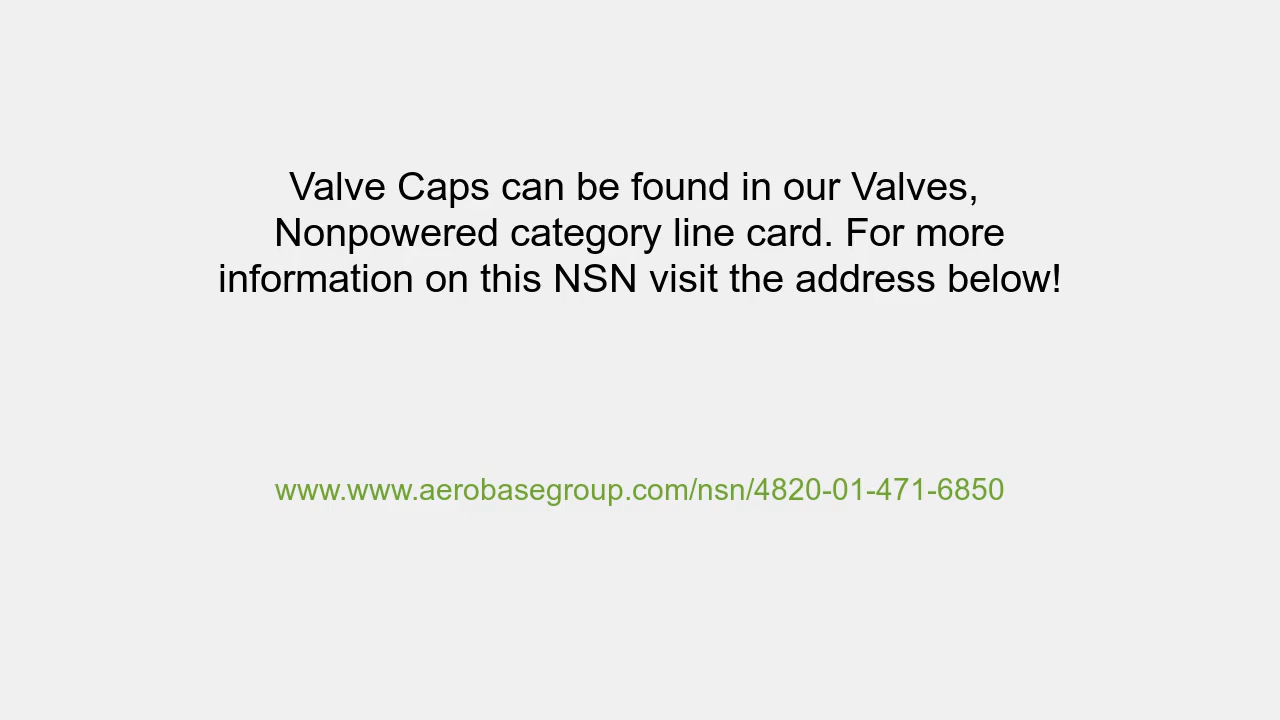 Valve Caps can be found in our Valves,
Nonpowered category line card. For more
information on this NSN visit the address below!
www.www.aerobasegroup.com/nsn/4820-01-471-6850